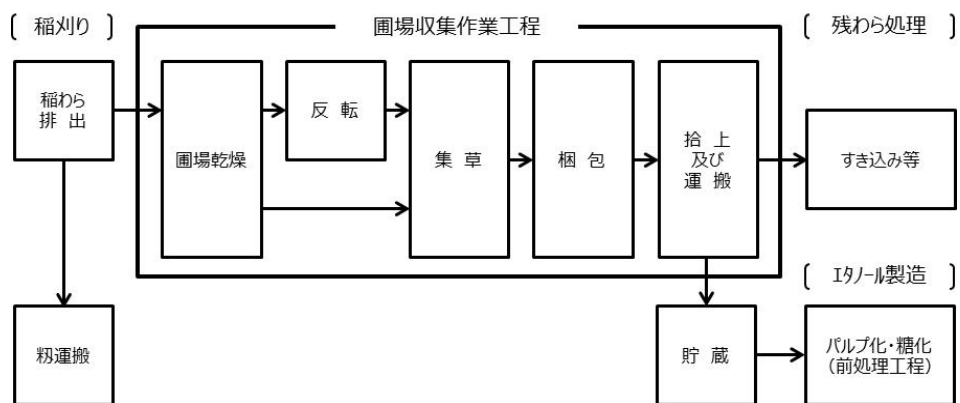 〔 稲刈り 〕
圃場収集作業工程
〔 残わら処理 〕
稲わら
排 出
圃場乾燥
反 転
集 草
梱 包
拾 上
及び
運 搬
すき込み等
籾運搬
貯 蔵
〔 ｴﾀﾉｰﾙ製造 〕
パルプ化・糖化
（前処理工程）